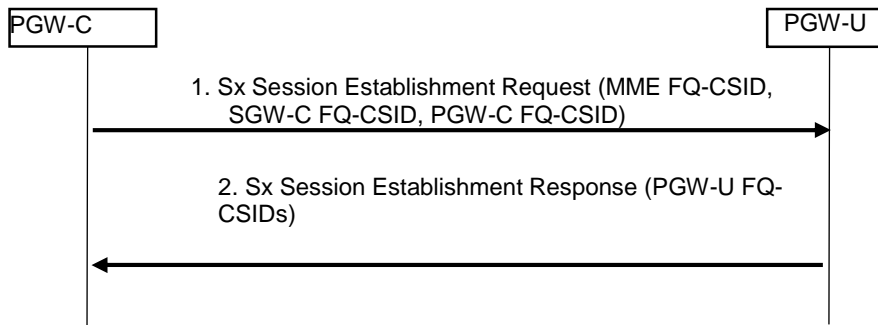 PGW-C
PGW-U
1. Sx Session Establishment Request (MME FQ-CSID,
SGW-C FQ-CSID, PGW-C FQ-CSID)
2. Sx Session Establishment Response (PGW-U FQ-
CSIDs)